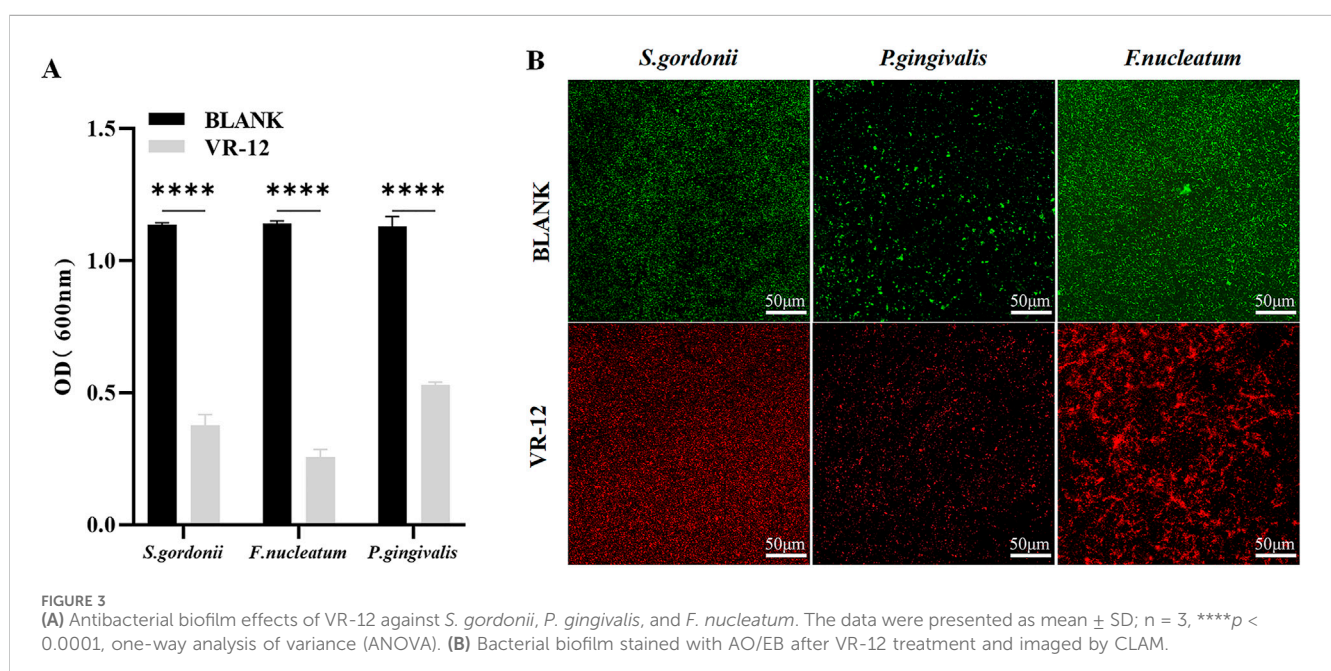 A
1.5
1.0
0.5
0.0
OD( 600nm)
BLANK
VR-12
****
****
****
S.gordonii
F.nucleatum
P.gingivalis
B
S.gordonii
P.gingivalis
F.nucleatum
BLANK
50μm
50μm
50μm
VR-12
50μm
50μm
50μm
FIGURE 3
(A) Antibacterial biofilm effects of VR-12 against S. gordonii, P. gingivalis, and F. nucleatum. The data were presented as mean ± SD; n = 3, ****p <
0.0001, one-way analysis of variance (ANOVA). (B) Bacterial biofilm stained with AO/EB after VR-12 treatment and imaged by CLAM.